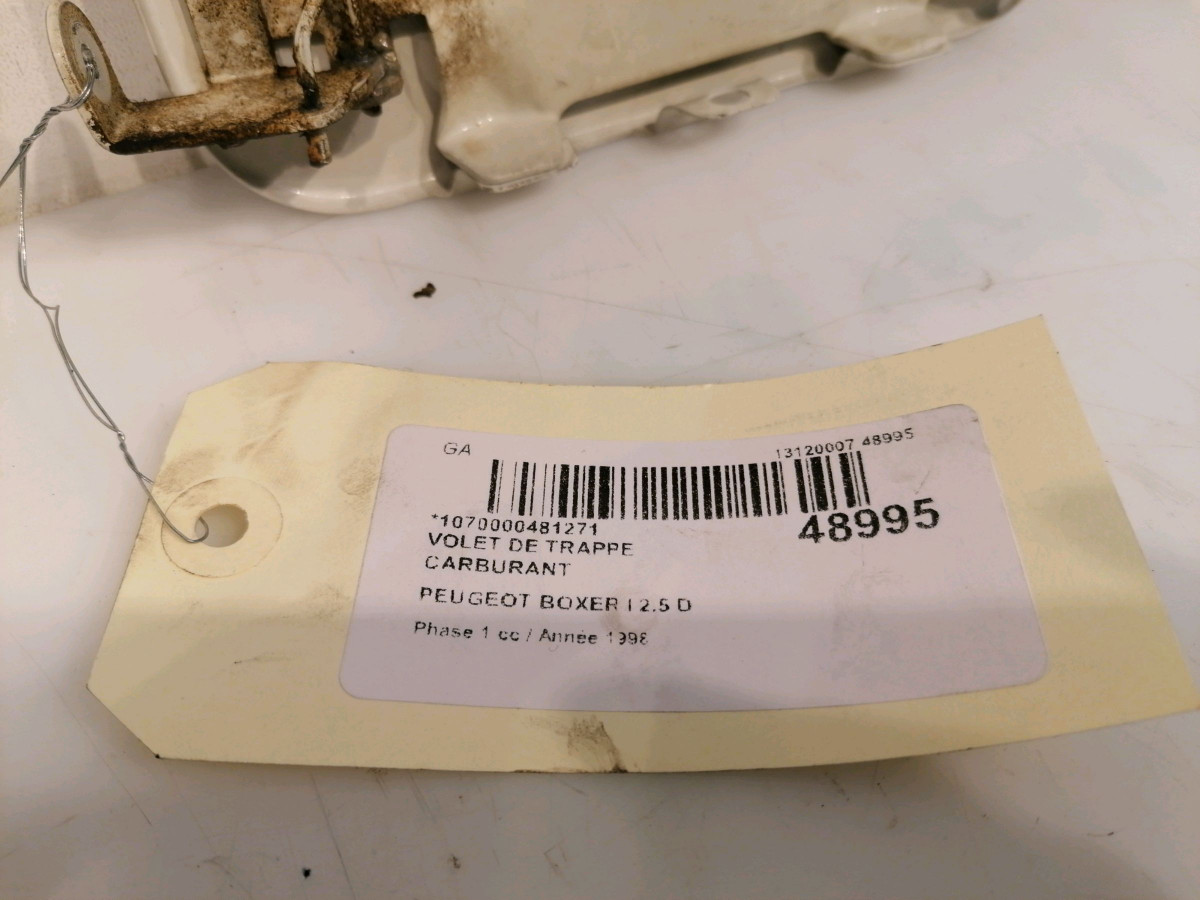 GA 13120007 48995
*1070000481271 48995
VOLET DE TRAPPE
CARBURANT
PEUGEOT BOXER I 2.5 D
Phase 1 cc / Année 1998